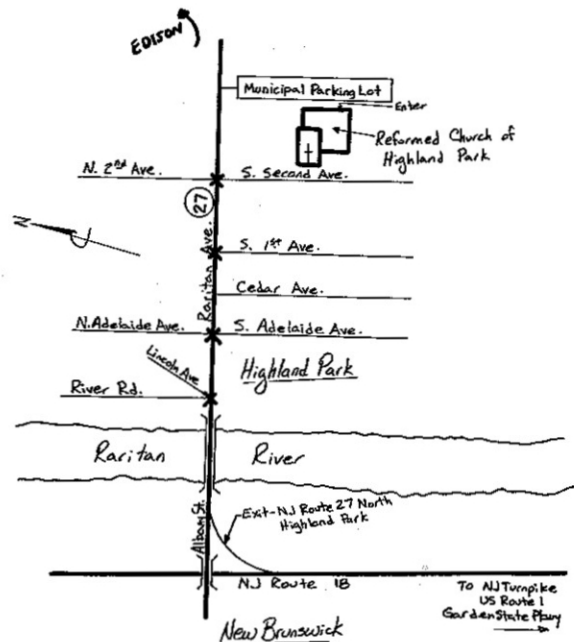 EDISON
Municipal Parking Lot
Enter
Reformed Church of
Highland Park
N. 2nd Ave.
S. Second Ave.
27
N
Raritan Ave.
S. 1st Ave.
Cedar Ave.
N. Adelaide Ave.
S. Adelaide Ave.
Lincoln Ave
Highland Park
River Rd.
Raritan
River
Albany St.
Exit-NJ Route 27 North
Highland Park
NJ Route 18
To NJ Turnpike
US Route 1
Garden State Pkwy
New Brunswick